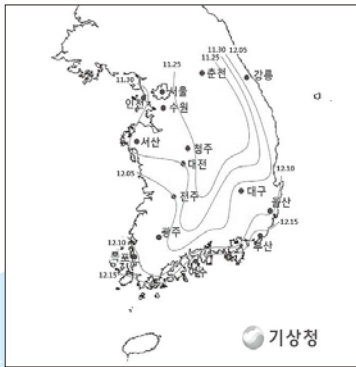 11.30 12.05
11.25
11.25
춘천
강릉
11.30
서울
인천
수원
서산
청주
대전
12.05
전주
대구
12.10
울산
12.15
부산
광주
12.10
목포
12.15
여수
기상청